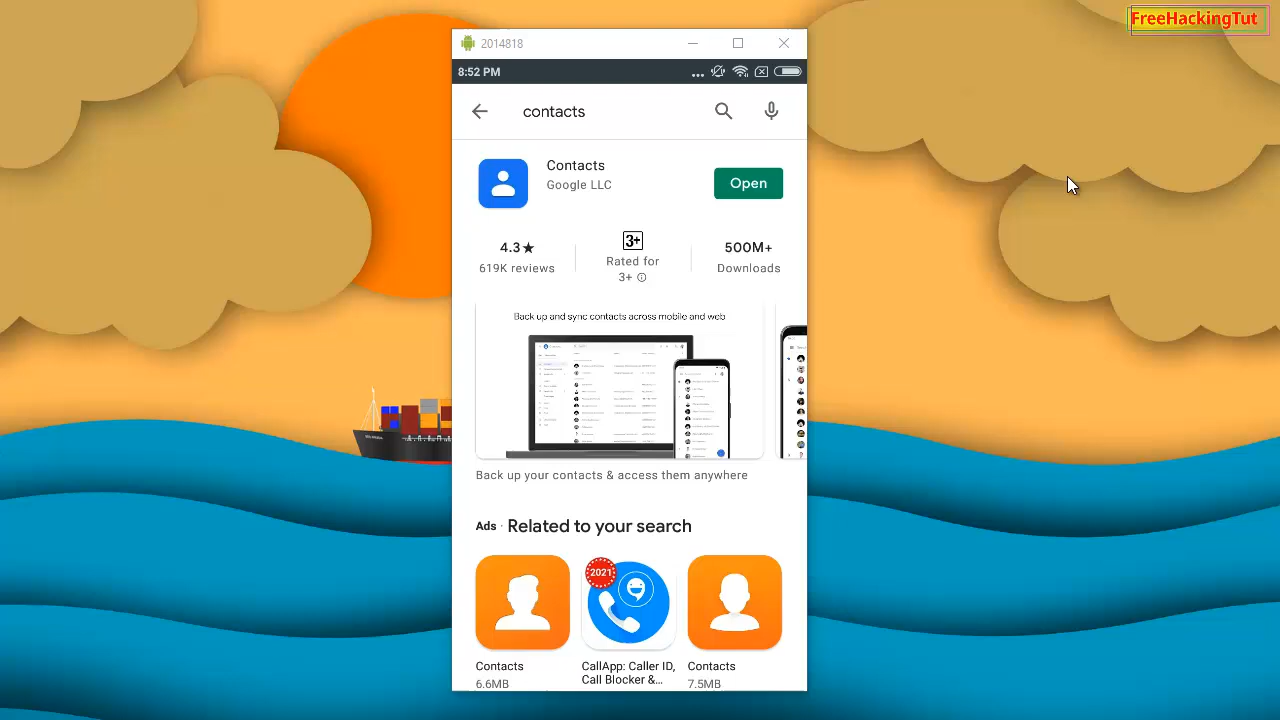 FreeHackingTut
2014818
8:52 PM
contacts
Contacts
Google LLC
Open
4.3★
619K reviews
3+
Rated for
3+
500M+
Downloads
Back up and sync contacts across mobile and web
Back up your contacts & access them anywhere
Ads · Related to your search
2021
Contacts
6.6MB
CallApp: Caller ID,
Call Blocker &...
Contacts
7.5MB